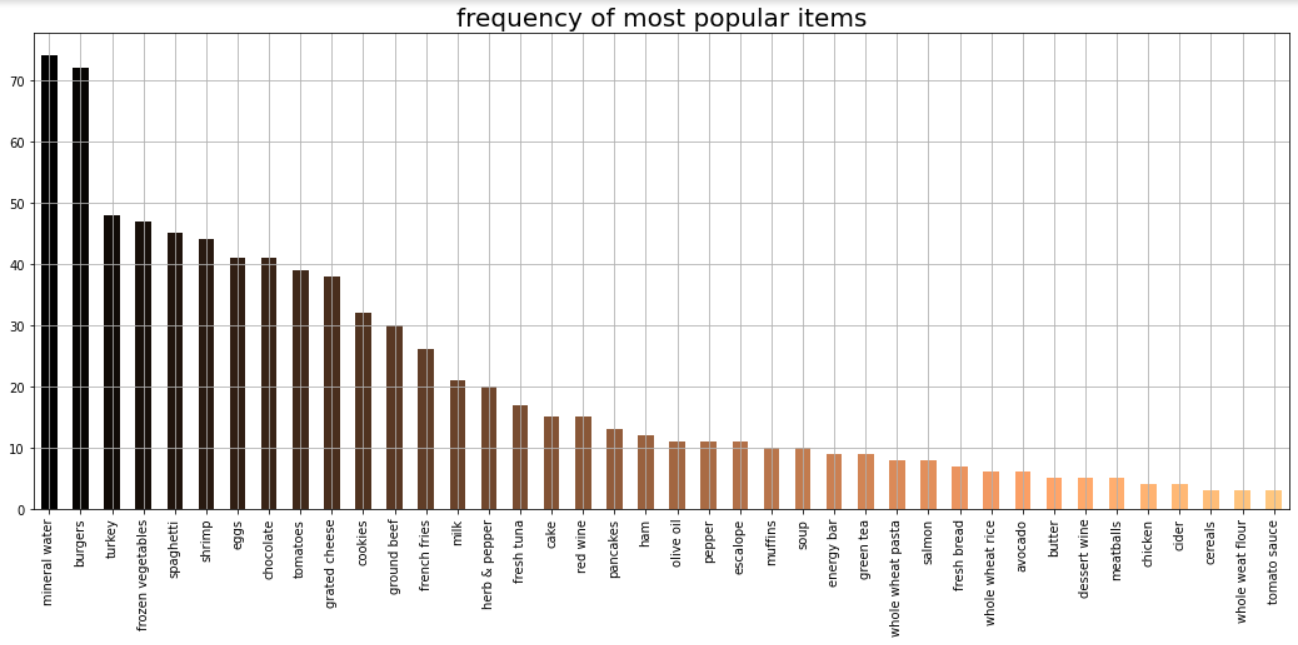 frequency of most popular items
70
60
50
40
30
20
10
0
mineral water
burgers
turkey
frozen vegetables
spaghetti
shrimp
eggs
chocolate
tomatoes
grated cheese
cookies
ground beef
french fries
milk
herb & pepper
fresh tuna
cake
red wine
pancakes
ham
olive oil
pepper
escalope
muffins
soup
energy bar
green tea
whole wheat pasta
salmon
fresh bread
whole wheat rice
avocado
butter
dessert wine
meatballs
chicken
cider
cereals
whole weat flour
tomato sauce